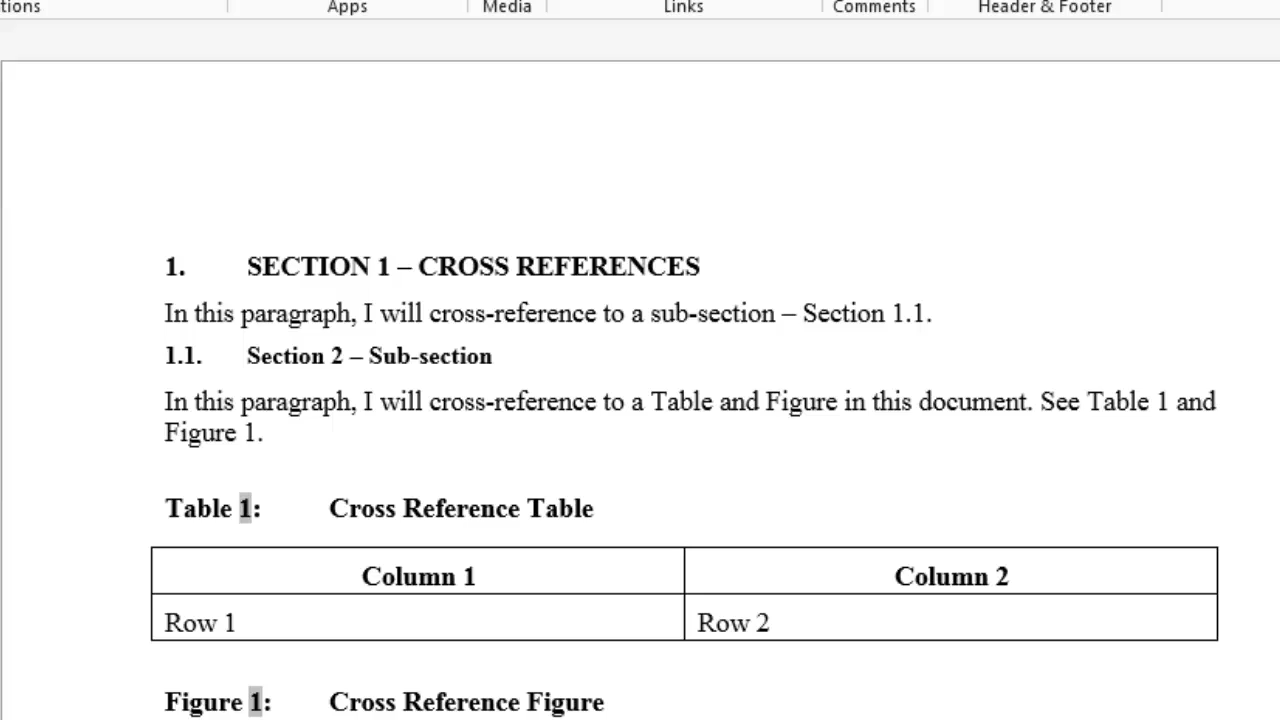 tions Apps Media Links Comments Header & Footer
1. SECTION 1 – CROSS REFERENCES
In this paragraph, I will cross-reference to a sub-section – Section 1.1.
1.1. Section 2 – Sub-section
In this paragraph, I will cross-reference to a Table and Figure in this document. See Table 1 and
Figure 1.
Table 1: Cross Reference Table
Column 1 Column 2
Row 1 Row 2
Figure 1: Cross Reference Figure